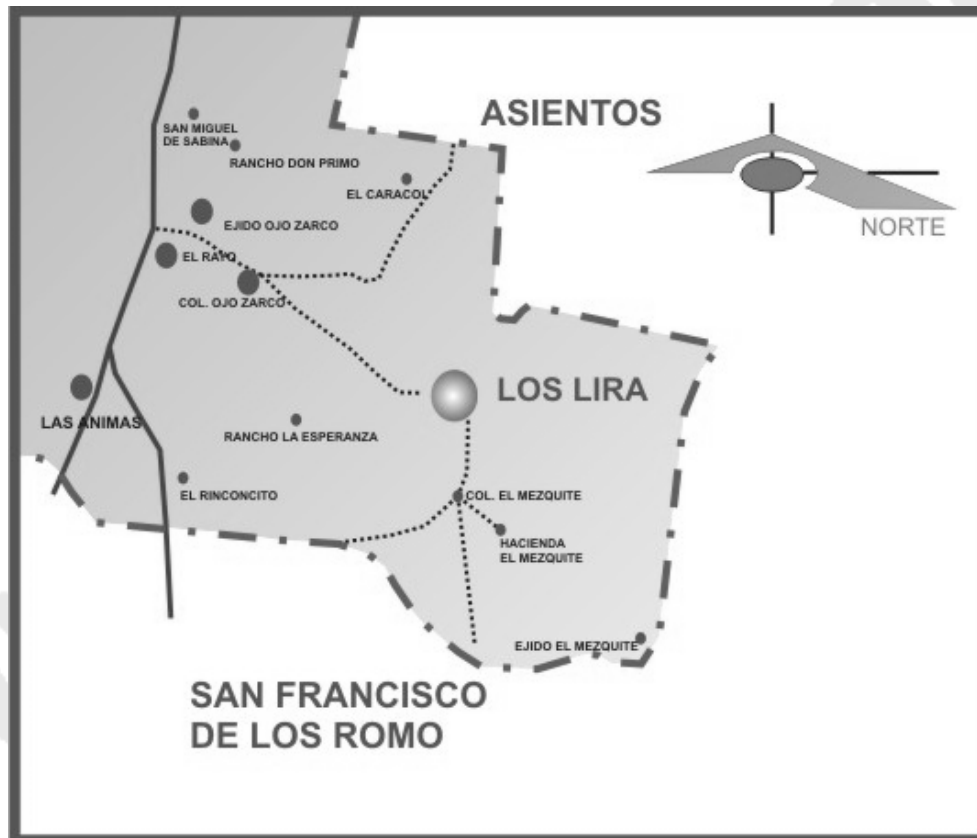 ASIENTOS
SAN MIGUEL
DE SABINA
RANCHO DON PRIMO
EL CARACOL
NORTE
EJIDO OJO ZARCO
EL RAYO
COL. OJO ZARCO
LOS LIRA
LAS ANIMAS
RANCHO LA ESPERANZA
EL RINCONCITO
COL. EL MEZQUITE
HACIENDA
EL MEZQUITE
EJIDO EL MEZQUITE
SAN FRANCISCO
DE LOS ROMO